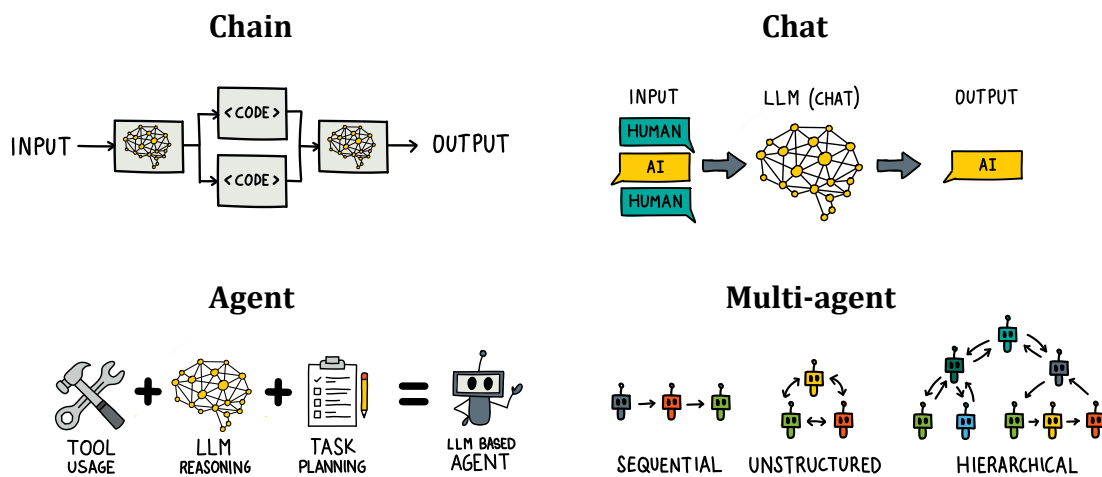 Chain
INPUT
<CODE>
<CODE>
OUTPUT
Chat
INPUT
LLM (CHAT)
OUTPUT
HUMAN
AI
HUMAN
AI
Agent
TOOL
USAGE
LLM
REASONING
TASK
PLANNING
LLM BASED
AGENT
Multi-agent
SEQUENTIAL
UNSTRUCTURED
HIERARCHICAL